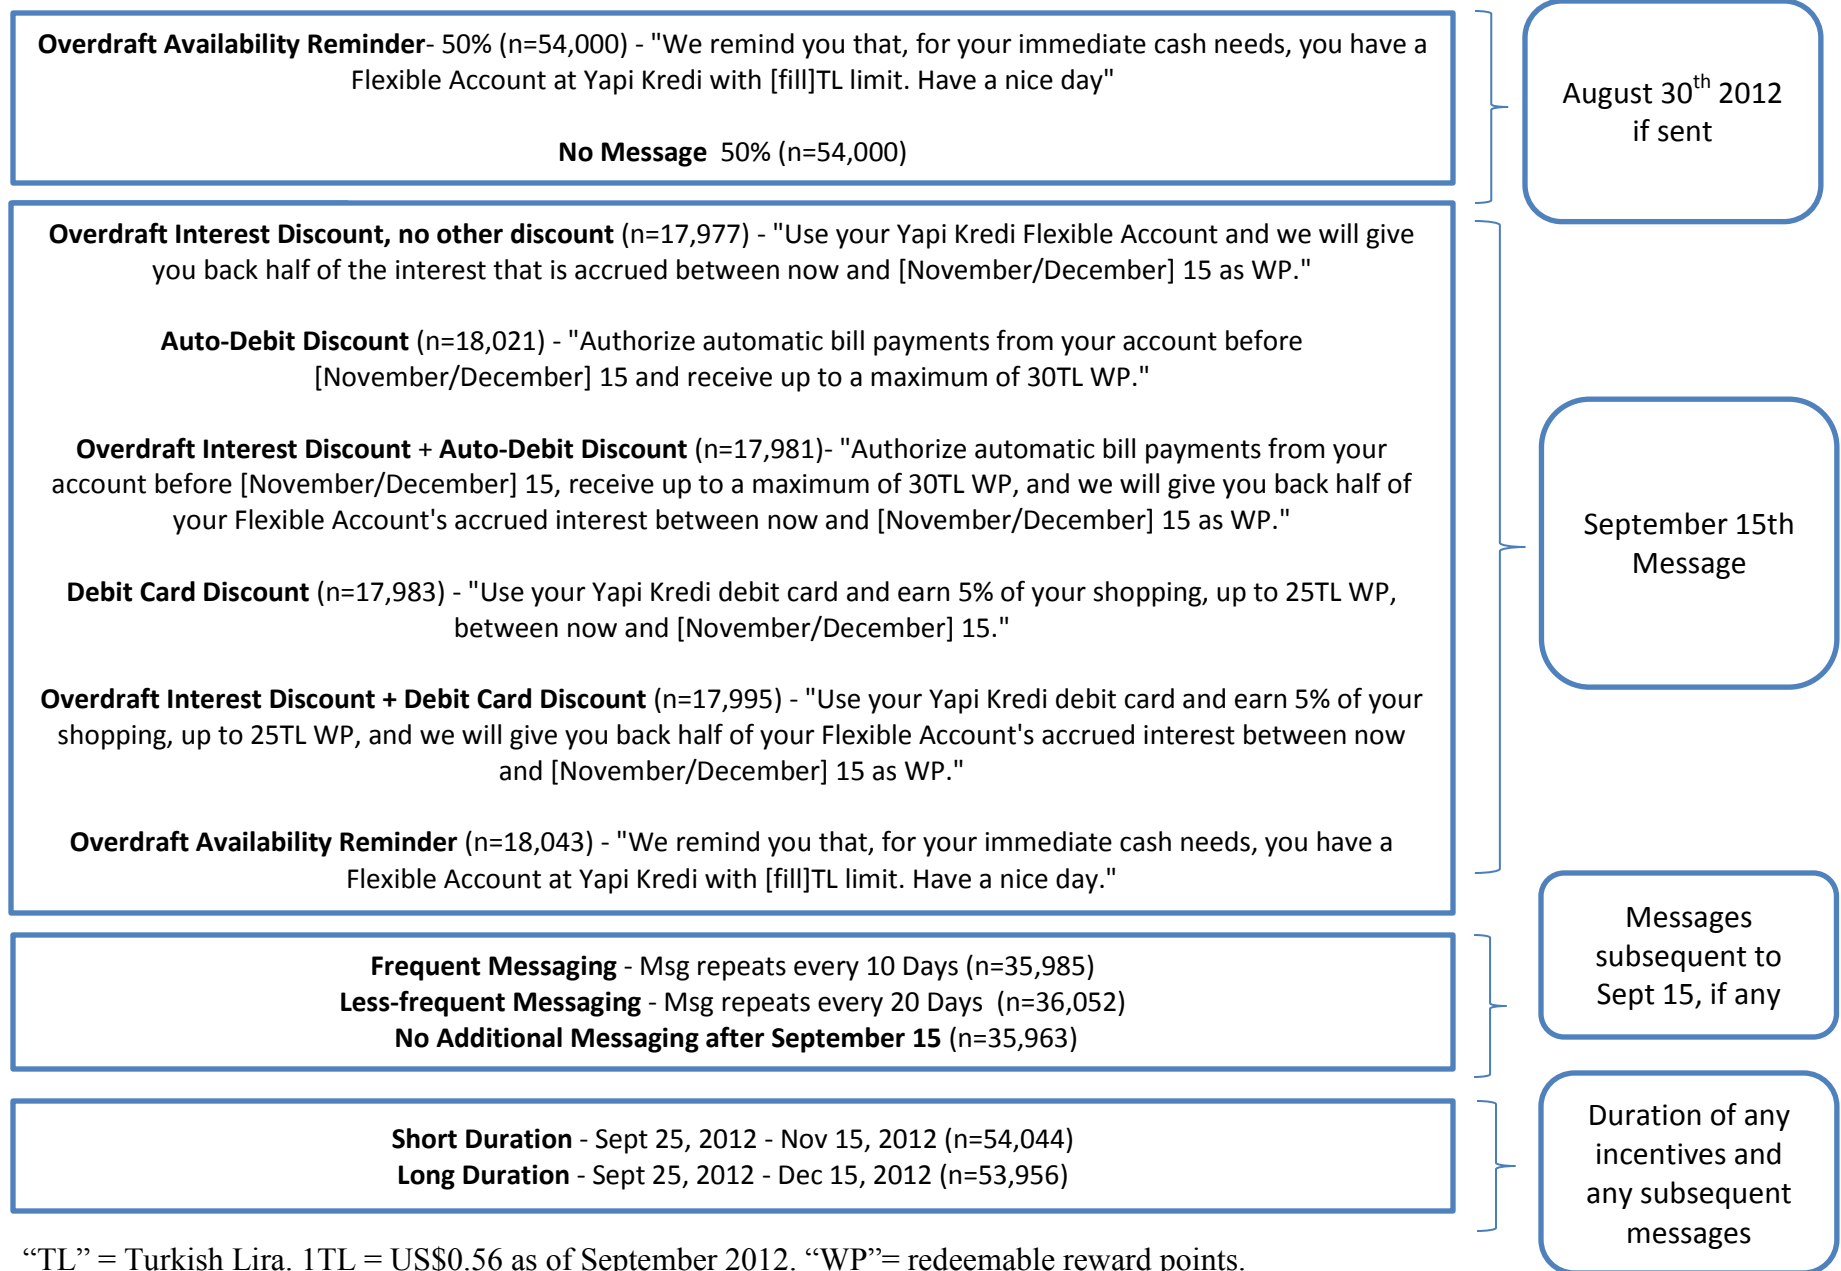 Overdraft Availability Reminder- 50% (n=54,000) - "We remind you that, for your immediate cash needs, you have a
Flexible Account at Yapi Kredi with [fill]TL limit. Have a nice day"
No Message 50% (n=54,000)
August 30th 2012
if sent
Overdraft Interest Discount, no other discount (n=17,977) - "Use your Yapi Kredi Flexible Account and we will give
you back half of the interest that is accrued between now and [November/December] 15 as WP."
Auto-Debit Discount (n=18,021) - "Authorize automatic bill payments from your account before
[November/December] 15 and receive up to a maximum of 30TL WP."
Overdraft Interest Discount + Auto-Debit Discount (n=17,981)- "Authorize automatic bill payments from your
account before [November/December] 15, receive up to a maximum of 30TL WP, and we will give you back half of
your Flexible Account's accrued interest between now and [November/December] 15 as WP."
Debit Card Discount (n=17,983) - "Use your Yapi Kredi debit card and earn 5% of your shopping, up to 25TL WP,
between now and [November/December] 15."
Overdraft Interest Discount + Debit Card Discount (n=17,995) - "Use your Yapi Kredi debit card and earn 5% of your
shopping, up to 25TL WP, and we will give you back half of your Flexible Account's accrued interest between now
and [November/December] 15 as WP."
Overdraft Availability Reminder (n=18,043) - "We remind you that, for your immediate cash needs, you have a
Flexible Account at Yapi Kredi with [fill]TL limit. Have a nice day."
September 15th
Message
Frequent Messaging - Msg repeats every 10 Days (n=35,985)
Less-frequent Messaging - Msg repeats every 20 Days (n=36,052)
No Additional Messaging after September 15 (n=35,963)
Messages
subsequent to
Sept 15, if any
Short Duration - Sept 25, 2012 - Nov 15, 2012 (n=54,044)
Long Duration - Sept 25, 2012 - Dec 15, 2012 (n=53,956)
Duration of any
incentives and
any subsequent
messages
“TL” = Turkish Lira. 1TL = US$0.56 as of September 2012. “WP”= redeemable reward points.